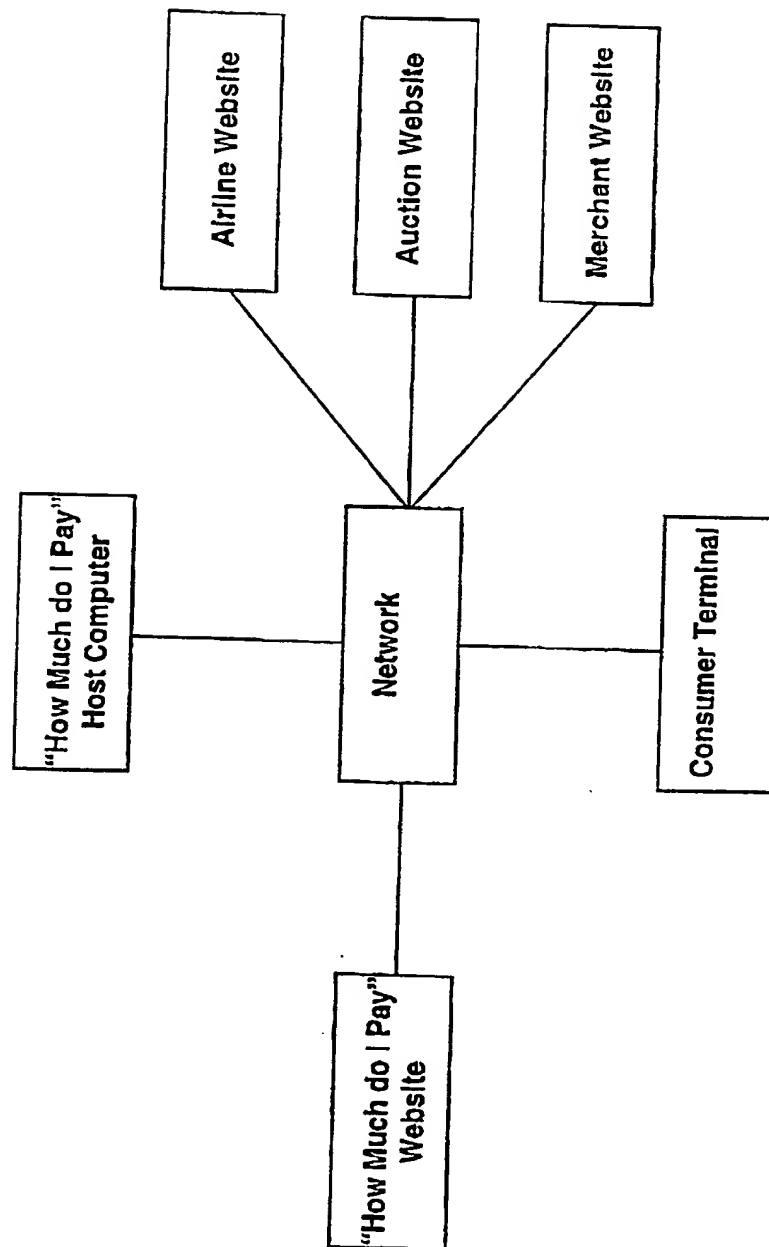 "How Much do I Pay"
Website
"How Much do I Pay"
Host Computer
Network
Consumer Terminal
Airline Website
Auction Website
Merchant Website